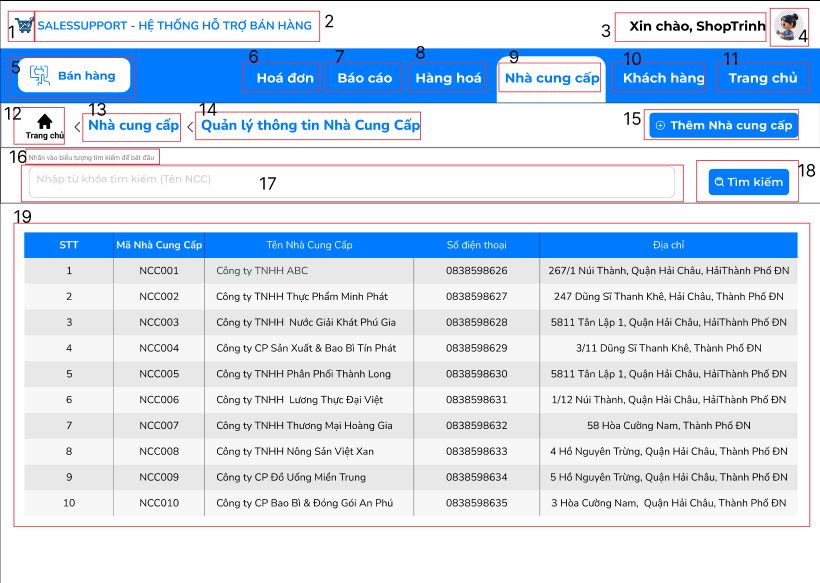 1 SALESSUPPORT - HỆ THỐNG HỖ TRỢ BÁN HÀNG 2
3 Xin chào, ShopTrinh 4
5 Bán hàng
6 Hoá đơn
7 Báo cáo
8 Hàng hoá
9 Nhà cung cấp
10 Khách hàng
11 Trang chủ
12 Trang chủ
13 Nhà cung cấp
14 Quản lý thông tin Nhà Cung Cấp
15 Thêm Nhà cung cấp
16 Nhấn vào biểu tượng tìm kiếm để bắt đầu
Nhập từ khóa tìm kiếm (Tên NCC) 17
18 Tìm kiếm
19
STT Mã Nhà Cung Cấp Tên Nhà Cung Cấp Số điện thoại Địa chỉ
1 NCC001 Công ty TNHH ABC 0838598626 267/1 Núi Thành, Quận Hải Châu, HảiThành Phố ĐN
2 NCC002 Công ty TNHH Thực Phẩm Minh Phát 0838598627 247 Dũng Sĩ Thanh Khê, Hải Châu, Thành Phố ĐN
3 NCC003 Công ty TNHH Nước Giải Khát Phú Gia 0838598628 5811 Tân Lập 1, Quận Hải Châu, HảiThành Phố ĐN
4 NCC004 Công ty CP Sản Xuất & Bao Bì Tín Phát 0838598629 3/11 Dũng Sĩ Thanh Khê, Thành Phố ĐN
5 NCC005 Công ty TNHH Phân Phối Thành Long 0838598630 5811 Tân Lập 1, Quận Hải Châu, HảiThành Phố ĐN
6 NCC006 Công ty TNHH Lương Thực Đại Việt 0838598631 1/12 Núi Thành, Quận Hải Châu, HảiThành Phố ĐN
7 NCC007 Công ty TNHH Thương Mại Hoàng Gia 0838598632 58 Hòa Cường Nam, Thành Phố ĐN
8 NCC008 Công ty TNHH Nông Sản Việt Xan 0838598633 4 Hồ Nguyên Trừng, Quận Hải Châu, Thành Phố ĐN
9 NCC009 Công ty CP Đồ Uống Miền Trung 0838598634 5 Hồ Nguyên Trừng, Quận Hải Châu, Thành Phố ĐN
10 NCC010 Công ty CP Bao Bì & Đóng Gói An Phú 0838598635 3 Hòa Cường Nam, Quận Hải Châu, Thành Phố ĐN